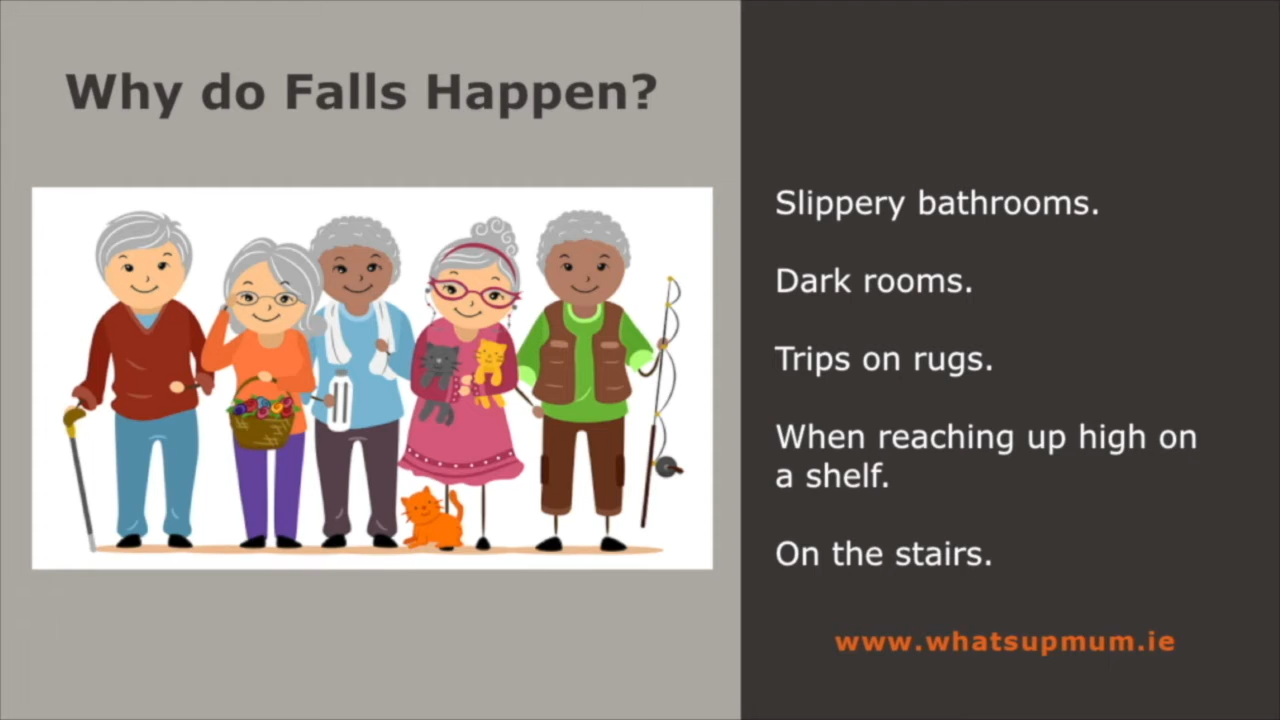 Why do Falls Happen?
Slippery bathrooms.
Dark rooms.
Trips on rugs.
When reaching up high on
a shelf.
On the stairs.
www.whatsupmum.ie